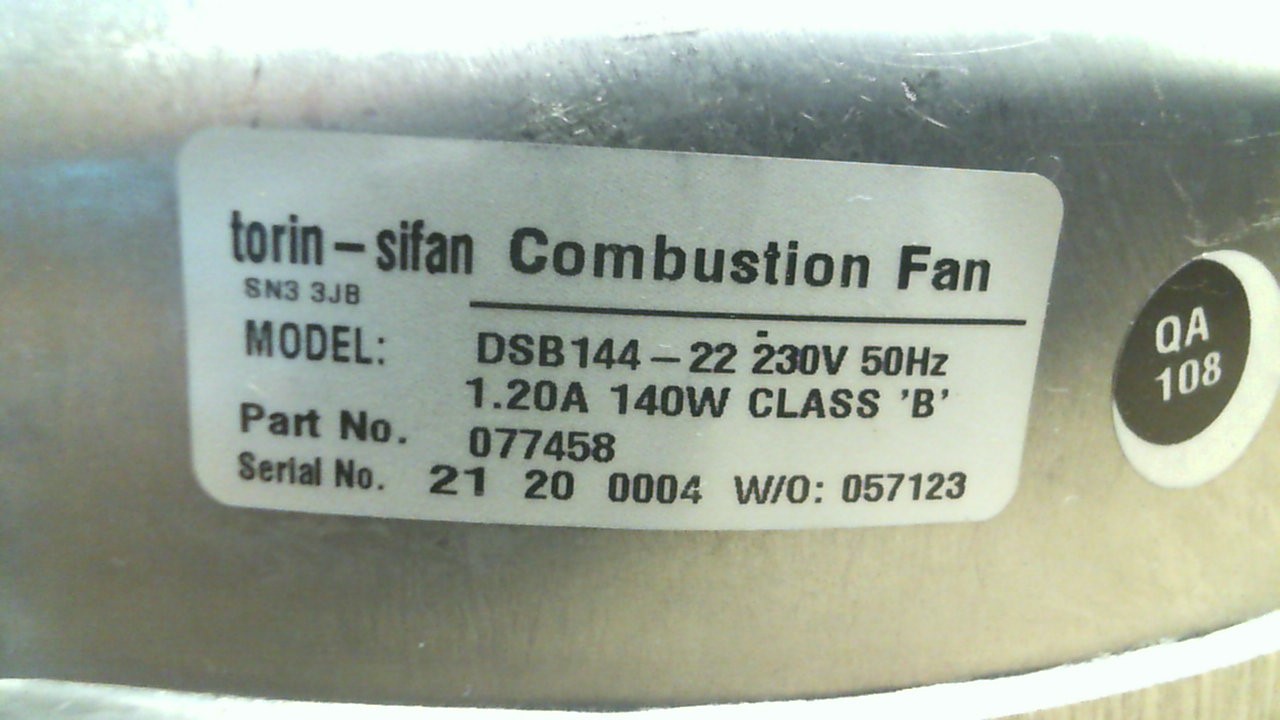 torin-sifan Combustion Fan
SN3 3JB
MODEL: DSB144-22 230V 50Hz
1.20A 140W CLASS 'B'
Part No. 077458
Serial No. 21 20 0004 W/O: 057123
QA
108